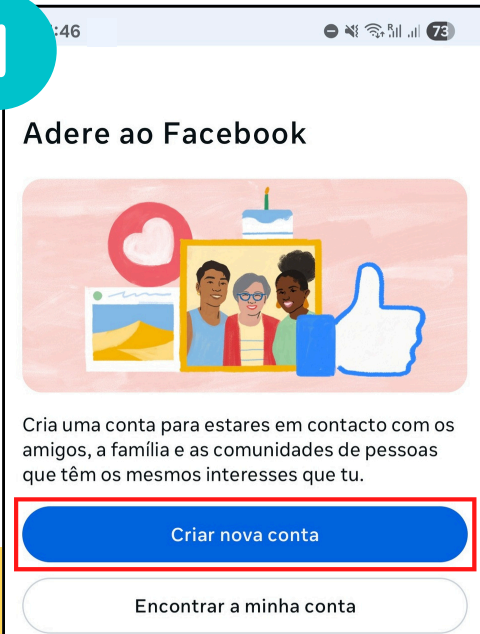 :46
73
Adere ao Facebook
Cria uma conta para estares em contacto com os
amigos, a família e as comunidades de pessoas
que têm os mesmos interesses que tu.
Criar nova conta
Encontrar a minha conta